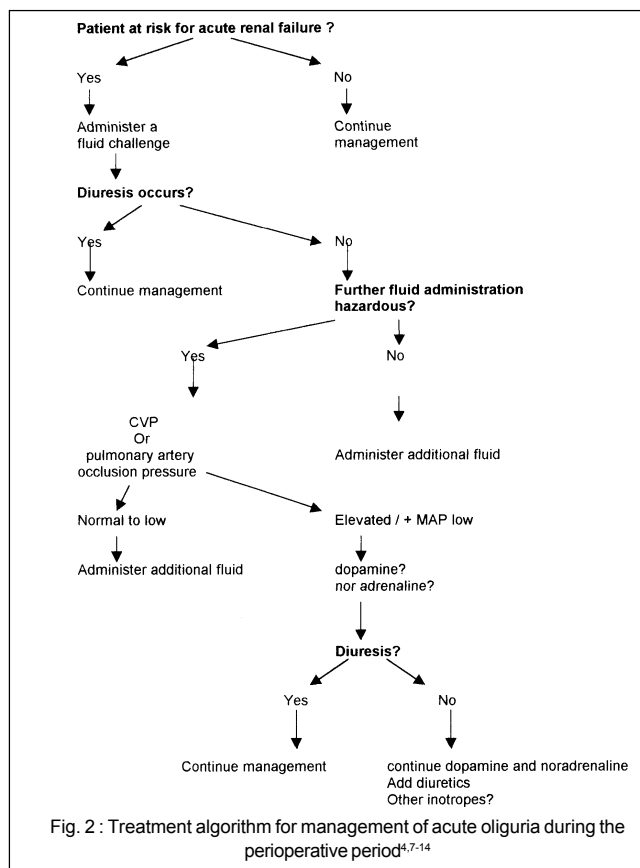 Patient at risk for acute renal failure ?
Yes
No
Administer a
fluid challenge
Continue
management
Diuresis occurs?
Yes
No
Continue management
Further fluid administration
hazardous?
Yes
No
CVP
Or
pulmonary artery
occlusion pressure
Administer additional fluid
Normal to low
Elevated / + MAP low
Administer additional fluid
dopamine?
nor adrenaline?
Diuresis?
Yes
No
Continue management
continue dopamine and noradrenaline
Add diuretics
Other inotropes?
Fig. 2 : Treatment algorithm for management of acute oliguria during the
perioperative period4,7-14